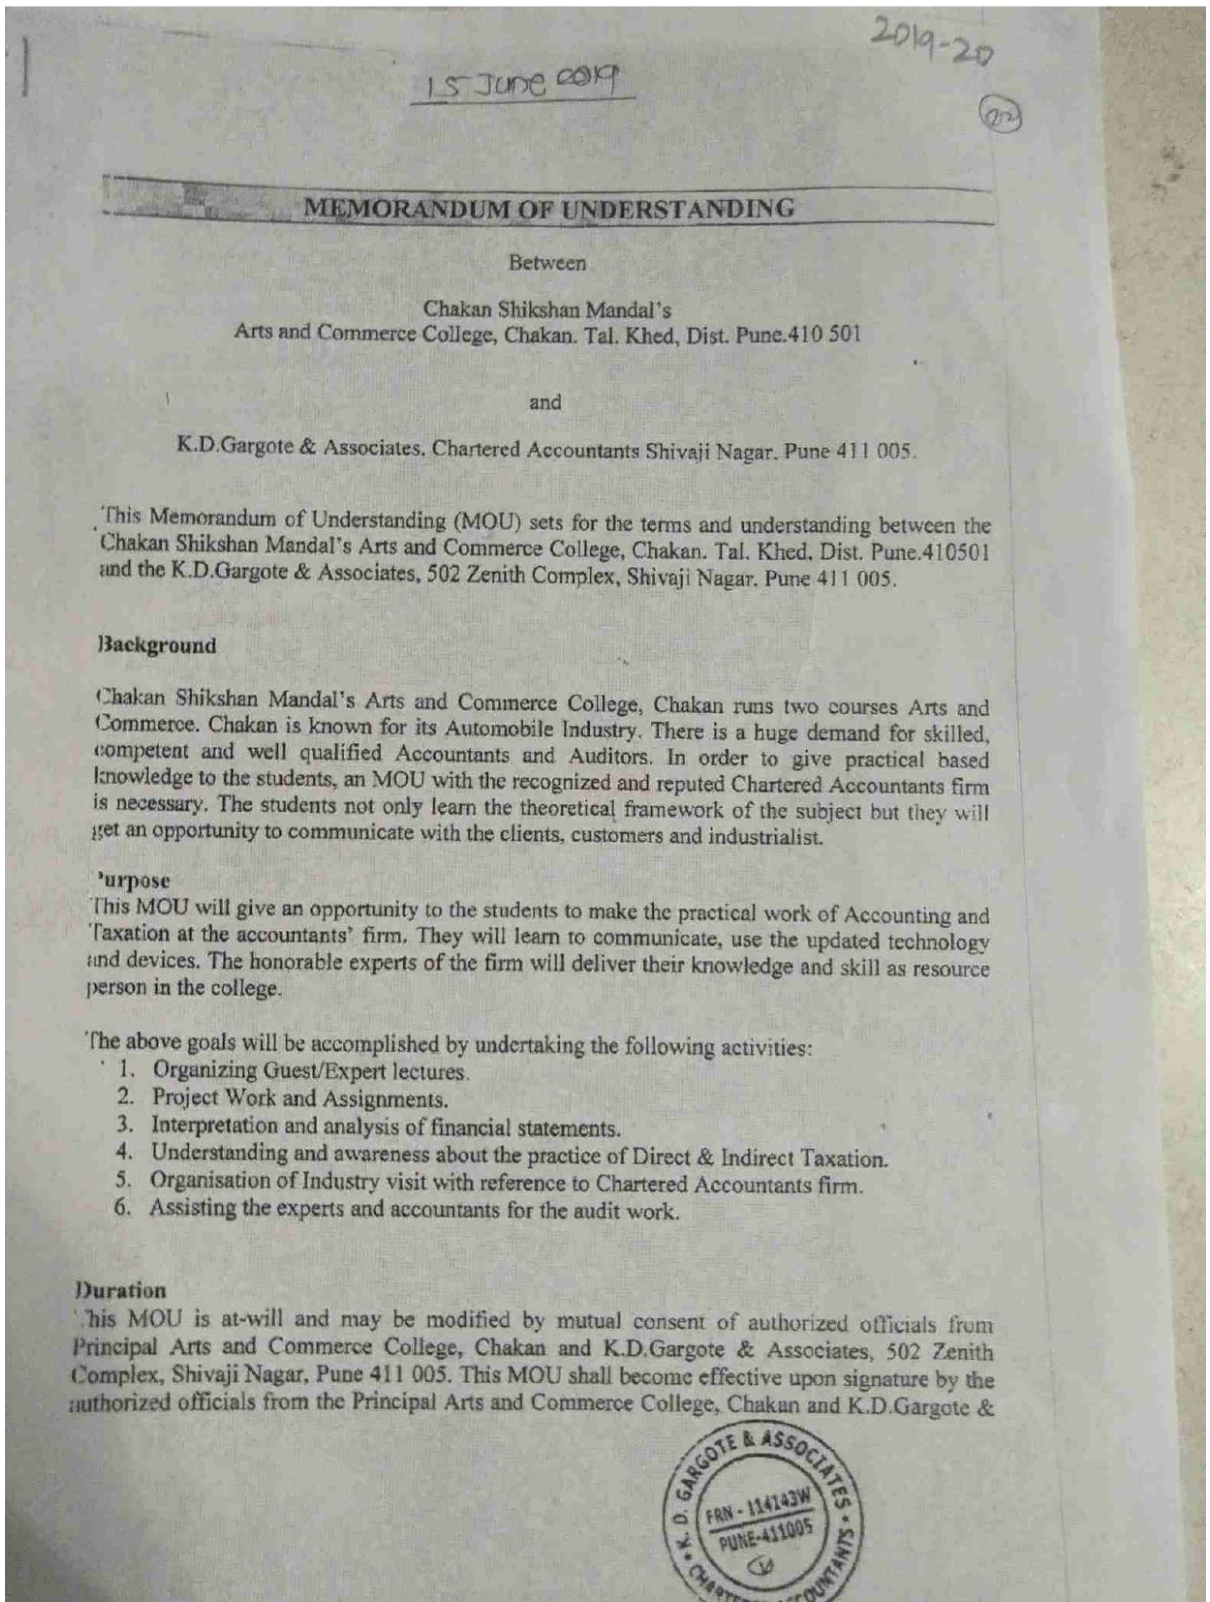 2019-20
15 June 2019
22
MEMORANDUM OF UNDERSTANDING
Between
Chakan Shikshan Mandal's
Arts and Commerce College, Chakan. Tal. Khed, Dist. Pune.410 501
and
K.D.Gargote & Associates, Chartered Accountants Shivaji Nagar. Pune 411 005.
This Memorandum of Understanding (MOU) sets for the terms and understanding between the
Chakan Shikshan Mandal's Arts and Commerce College, Chakan. Tal. Khed, Dist. Pune.410501
and the K.D.Gargote & Associates, 502 Zenith Complex, Shivaji Nagar. Pune 411 005.
Background
Chakan Shikshan Mandal's Arts and Commerce College, Chakan runs two courses Arts and
Commerce. Chakan is known for its Automobile Industry. There is a huge demand for skilled,
competent and well qualified Accountants and Auditors. In order to give practical based
knowledge to the students, an MOU with the recognized and reputed Chartered Accountants firm
is necessary. The students not only learn the theoretical framework of the subject but they will
get an opportunity to communicate with the clients, customers and industrialist.
Purpose
This MOU will give an opportunity to the students to make the practical work of Accounting and
Taxation at the accountants' firm. They will learn to communicate, use the updated technology
and devices. The honorable experts of the firm will deliver their knowledge and skill as resource
person in the college.
The above goals will be accomplished by undertaking the following activities:
1. Organizing Guest/Expert lectures.
2. Project Work and Assignments.
3. Interpretation and analysis of financial statements.
4. Understanding and awareness about the practice of Direct & Indirect Taxation.
5. Organisation of Industry visit with reference to Chartered Accountants firm.
6. Assisting the experts and accountants for the audit work.
Duration
This MOU is at-will and may be modified by mutual consent of authorized officials from
Principal Arts and Commerce College, Chakan and K.D.Gargote & Associates, 502 Zenith
Complex, Shivaji Nagar, Pune 411 005. This MOU shall become effective upon signature by the
authorized officials from the Principal Arts and Commerce College, Chakan and K.D.Gargote &
K. D. GARGOTE & ASSOCIATES
FRN - 114143W
PUNE-411005
CHARTERED ACCOUNTANTS